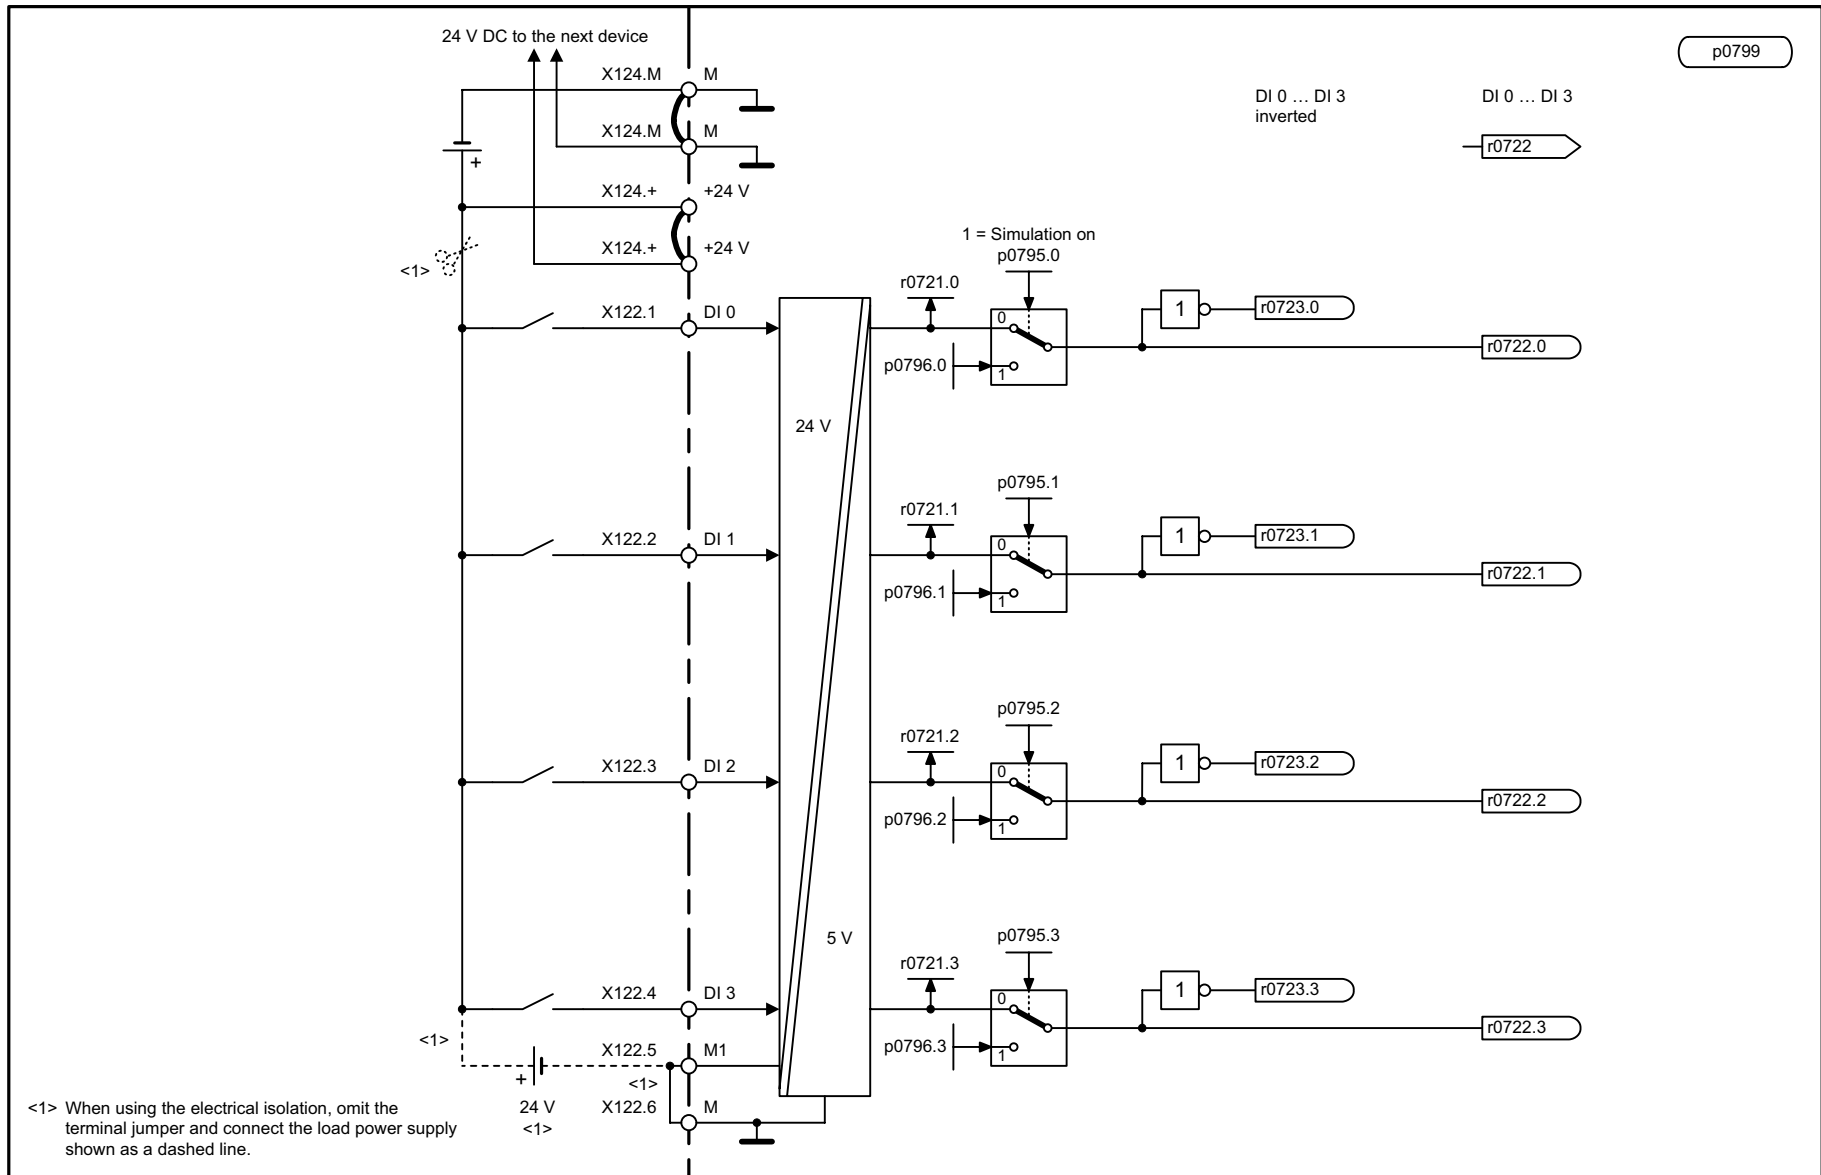 24 V DC to the next device
p0799
X124.M
M
DI 0 … DI 3
inverted
DI 0 … DI 3
X124.M
M
r0722
+
X124.+
+24 V
X124.+
+24 V
<1>
1 = Simulation on
p0795.0
r0721.0
X122.1
DI 0
0
1
r0723.0
r0722.0
p0796.0
1
24 V
p0795.1
r0721.1
X122.2
DI 1
0
1
r0723.1
r0722.1
p0796.1
1
p0795.2
r0721.2
X122.3
DI 2
0
1
r0723.2
r0722.2
p0796.2
1
5 V
p0795.3
r0721.3
X122.4
DI 3
0
1
r0723.3
r0722.3
p0796.3
1
<1>
X122.5
M1
+
<1>
24 V
<1>
X122.6
M
<1> When using the electrical isolation, omit the
terminal jumper and connect the load power supply
shown as a dashed line.